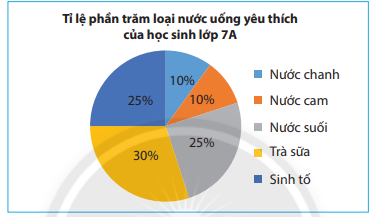 Tỉ lệ phần trăm loại nước uống yêu thích
của học sinh lớp 7A
10%
10%
25%
30%
25%
Nước chanh
Nước cam
Nước suối
Trà sữa
Sinh tố